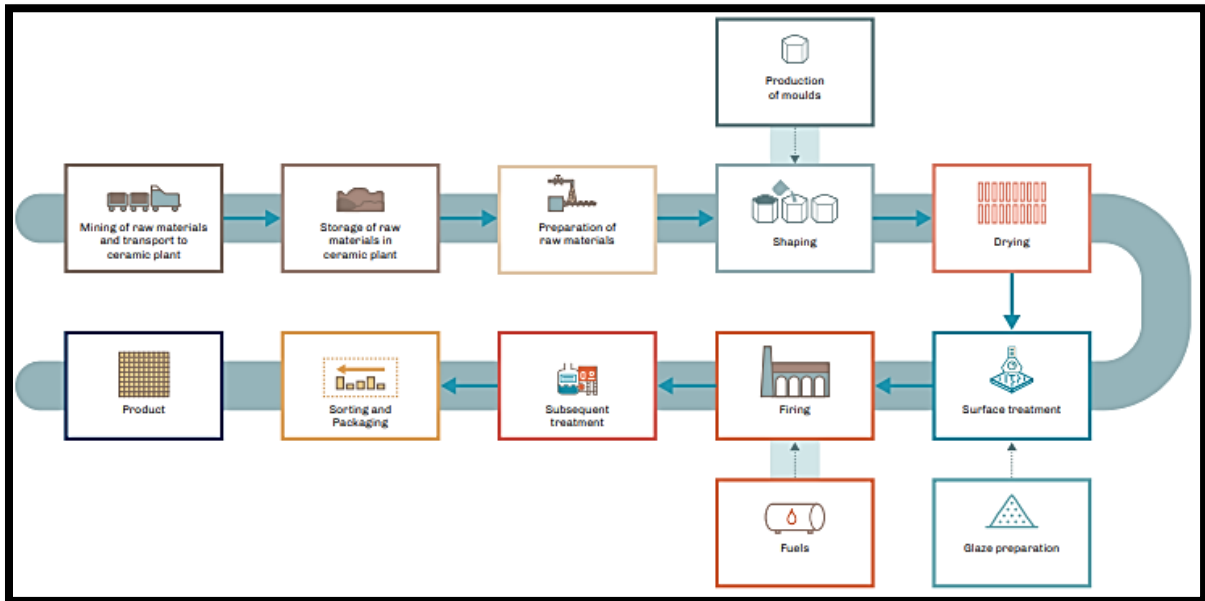 Production
of moulds
Mining of raw materials
and transport to
ceramic plant
Storage of raw
materials in
ceramic plant
Preparation of
raw materials
Shaping
Drying
Product
Sorting and
Packaging
Subsequent
treatment
Firing
Surface treatment
Fuels
Glaze preparation